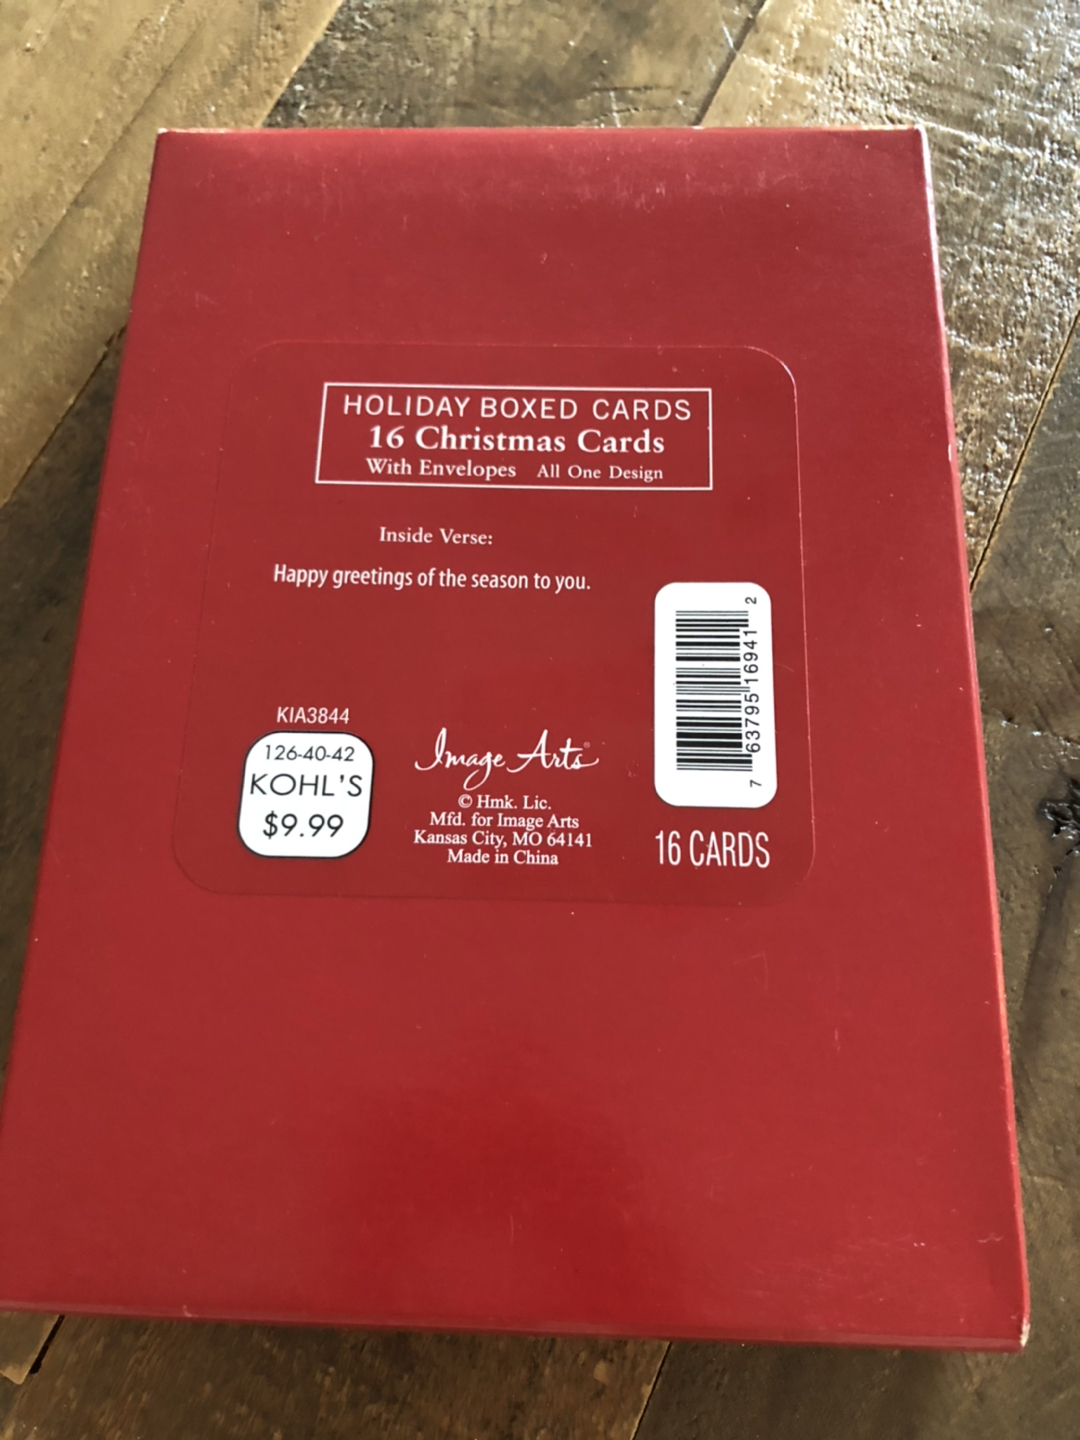 HOLIDAY BOXED CARDS
16 Christmas Cards
With Envelopes All One Design
Inside Verse:
Happy greetings of the season to you.
KIA3844
126-40-42
KOHL'S
$9.99
Image Arts®
© Hmk. Lic.
Mfd. for Image Arts
Kansas City, MO 64141
Made in China
7 63795 16941 2
16 CARDS